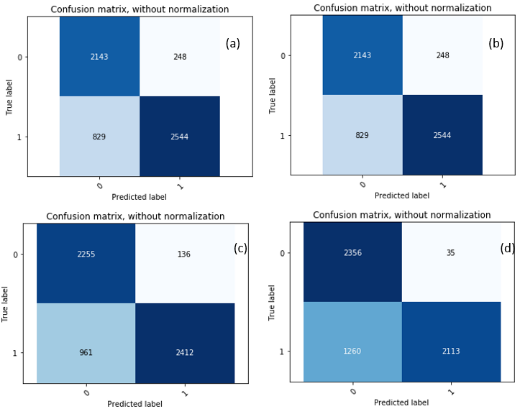 Confusion matrix, without normalization
0
2143 248
(a)
True label
1
829 2544
0 1
Predicted label
Confusion matrix, without normalization
0
2143 248
(b)
True label
1
829 2544
0 1
Predicted label
Confusion matrix, without normalization
0
2255 136
(c)
True label
1
961 2412
0 1
Predicted label
Confusion matrix, without normalization
0
2356 35
(d)
True label
1
1260 2113
0 1
Predicted label